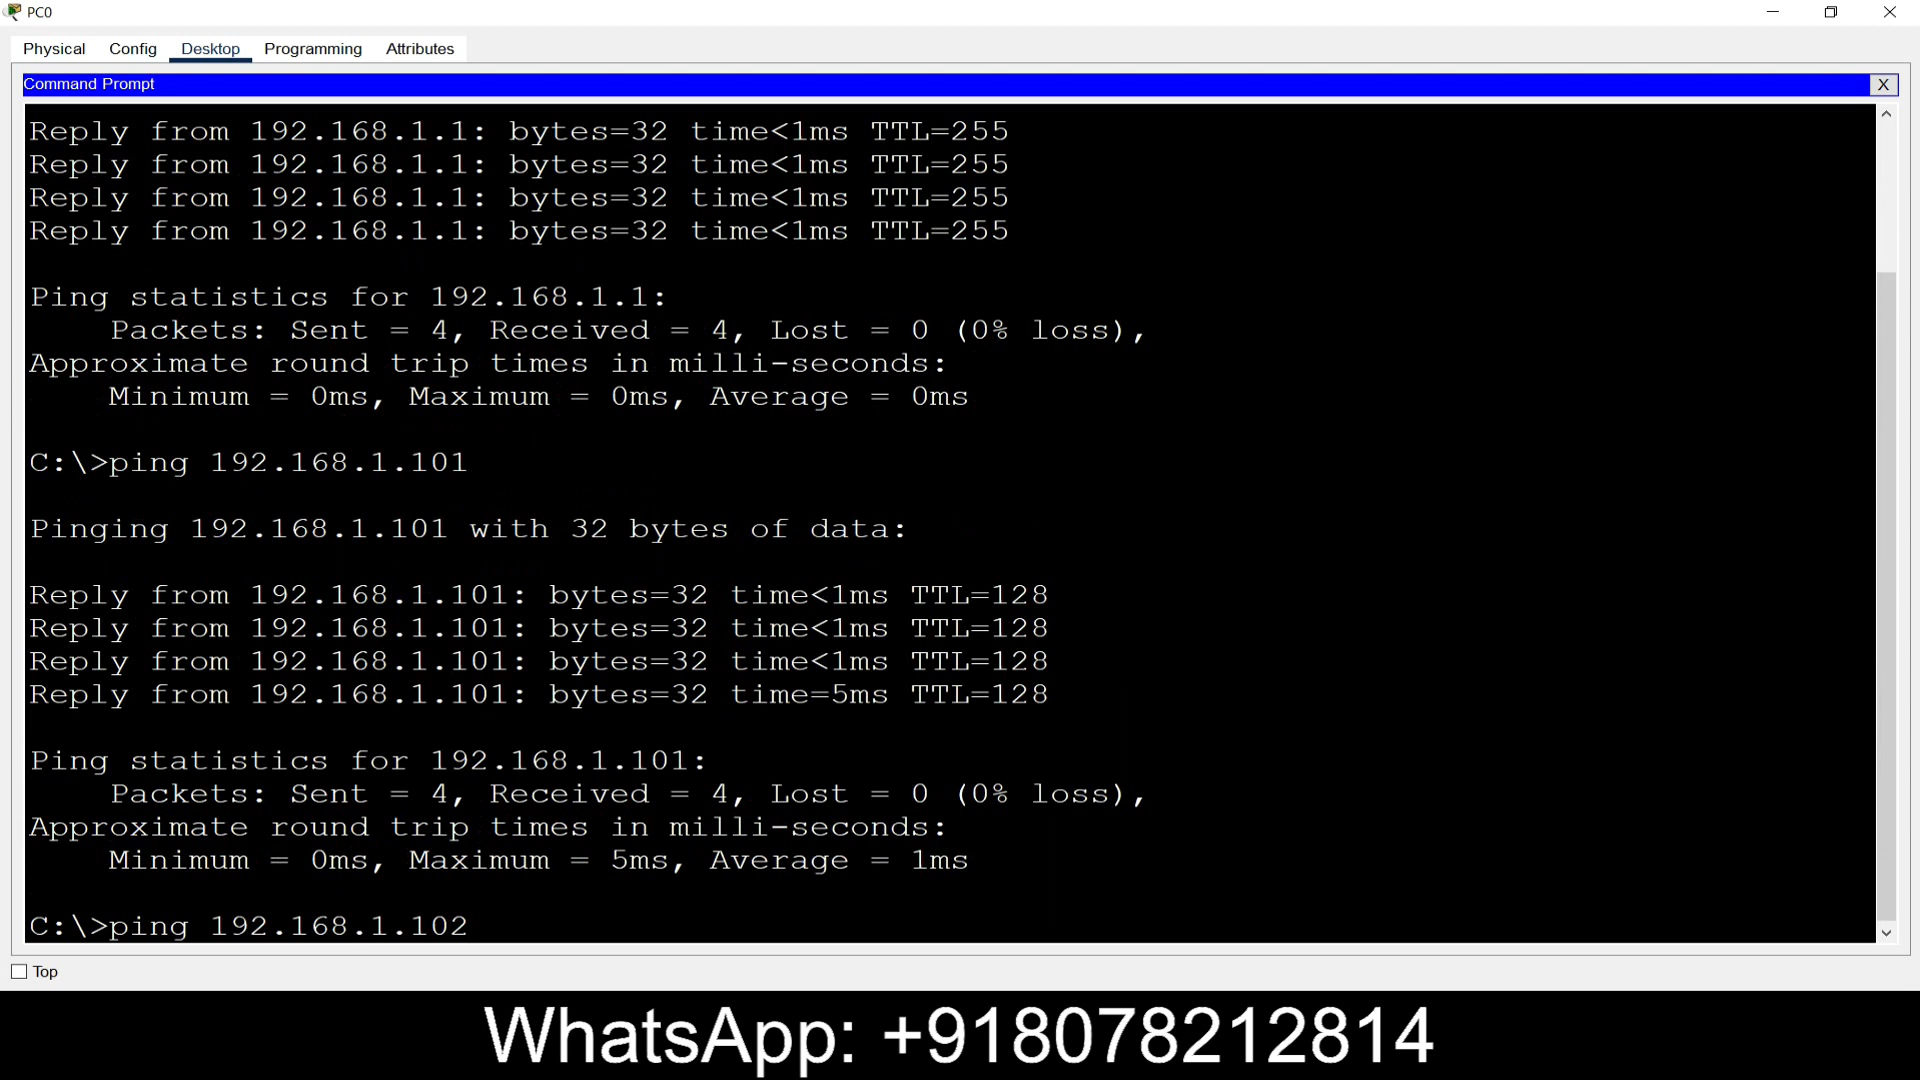 PC0
Physical Config Desktop Programming Attributes
Command Prompt X
Reply from 192.168.1.1: bytes=32 time<1ms TTL=255
Reply from 192.168.1.1: bytes=32 time<1ms TTL=255
Reply from 192.168.1.1: bytes=32 time<1ms TTL=255
Reply from 192.168.1.1: bytes=32 time<1ms TTL=255
Ping statistics for 192.168.1.1:
Packets: Sent = 4, Received = 4, Lost = 0 (0% loss),
Approximate round trip times in milli-seconds:
Minimum = 0ms, Maximum = 0ms, Average = 0ms
C:\>ping 192.168.1.101
Pinging 192.168.1.101 with 32 bytes of data:
Reply from 192.168.1.101: bytes=32 time<1ms TTL=128
Reply from 192.168.1.101: bytes=32 time<1ms TTL=128
Reply from 192.168.1.101: bytes=32 time<1ms TTL=128
Reply from 192.168.1.101: bytes=32 time=5ms TTL=128
Ping statistics for 192.168.1.101:
Packets: Sent = 4, Received = 4, Lost = 0 (0% loss),
Approximate round trip times in milli-seconds:
Minimum = 0ms, Maximum = 5ms, Average = 1ms
C:\>ping 192.168.1.102
Top
WhatsApp: +918078212814